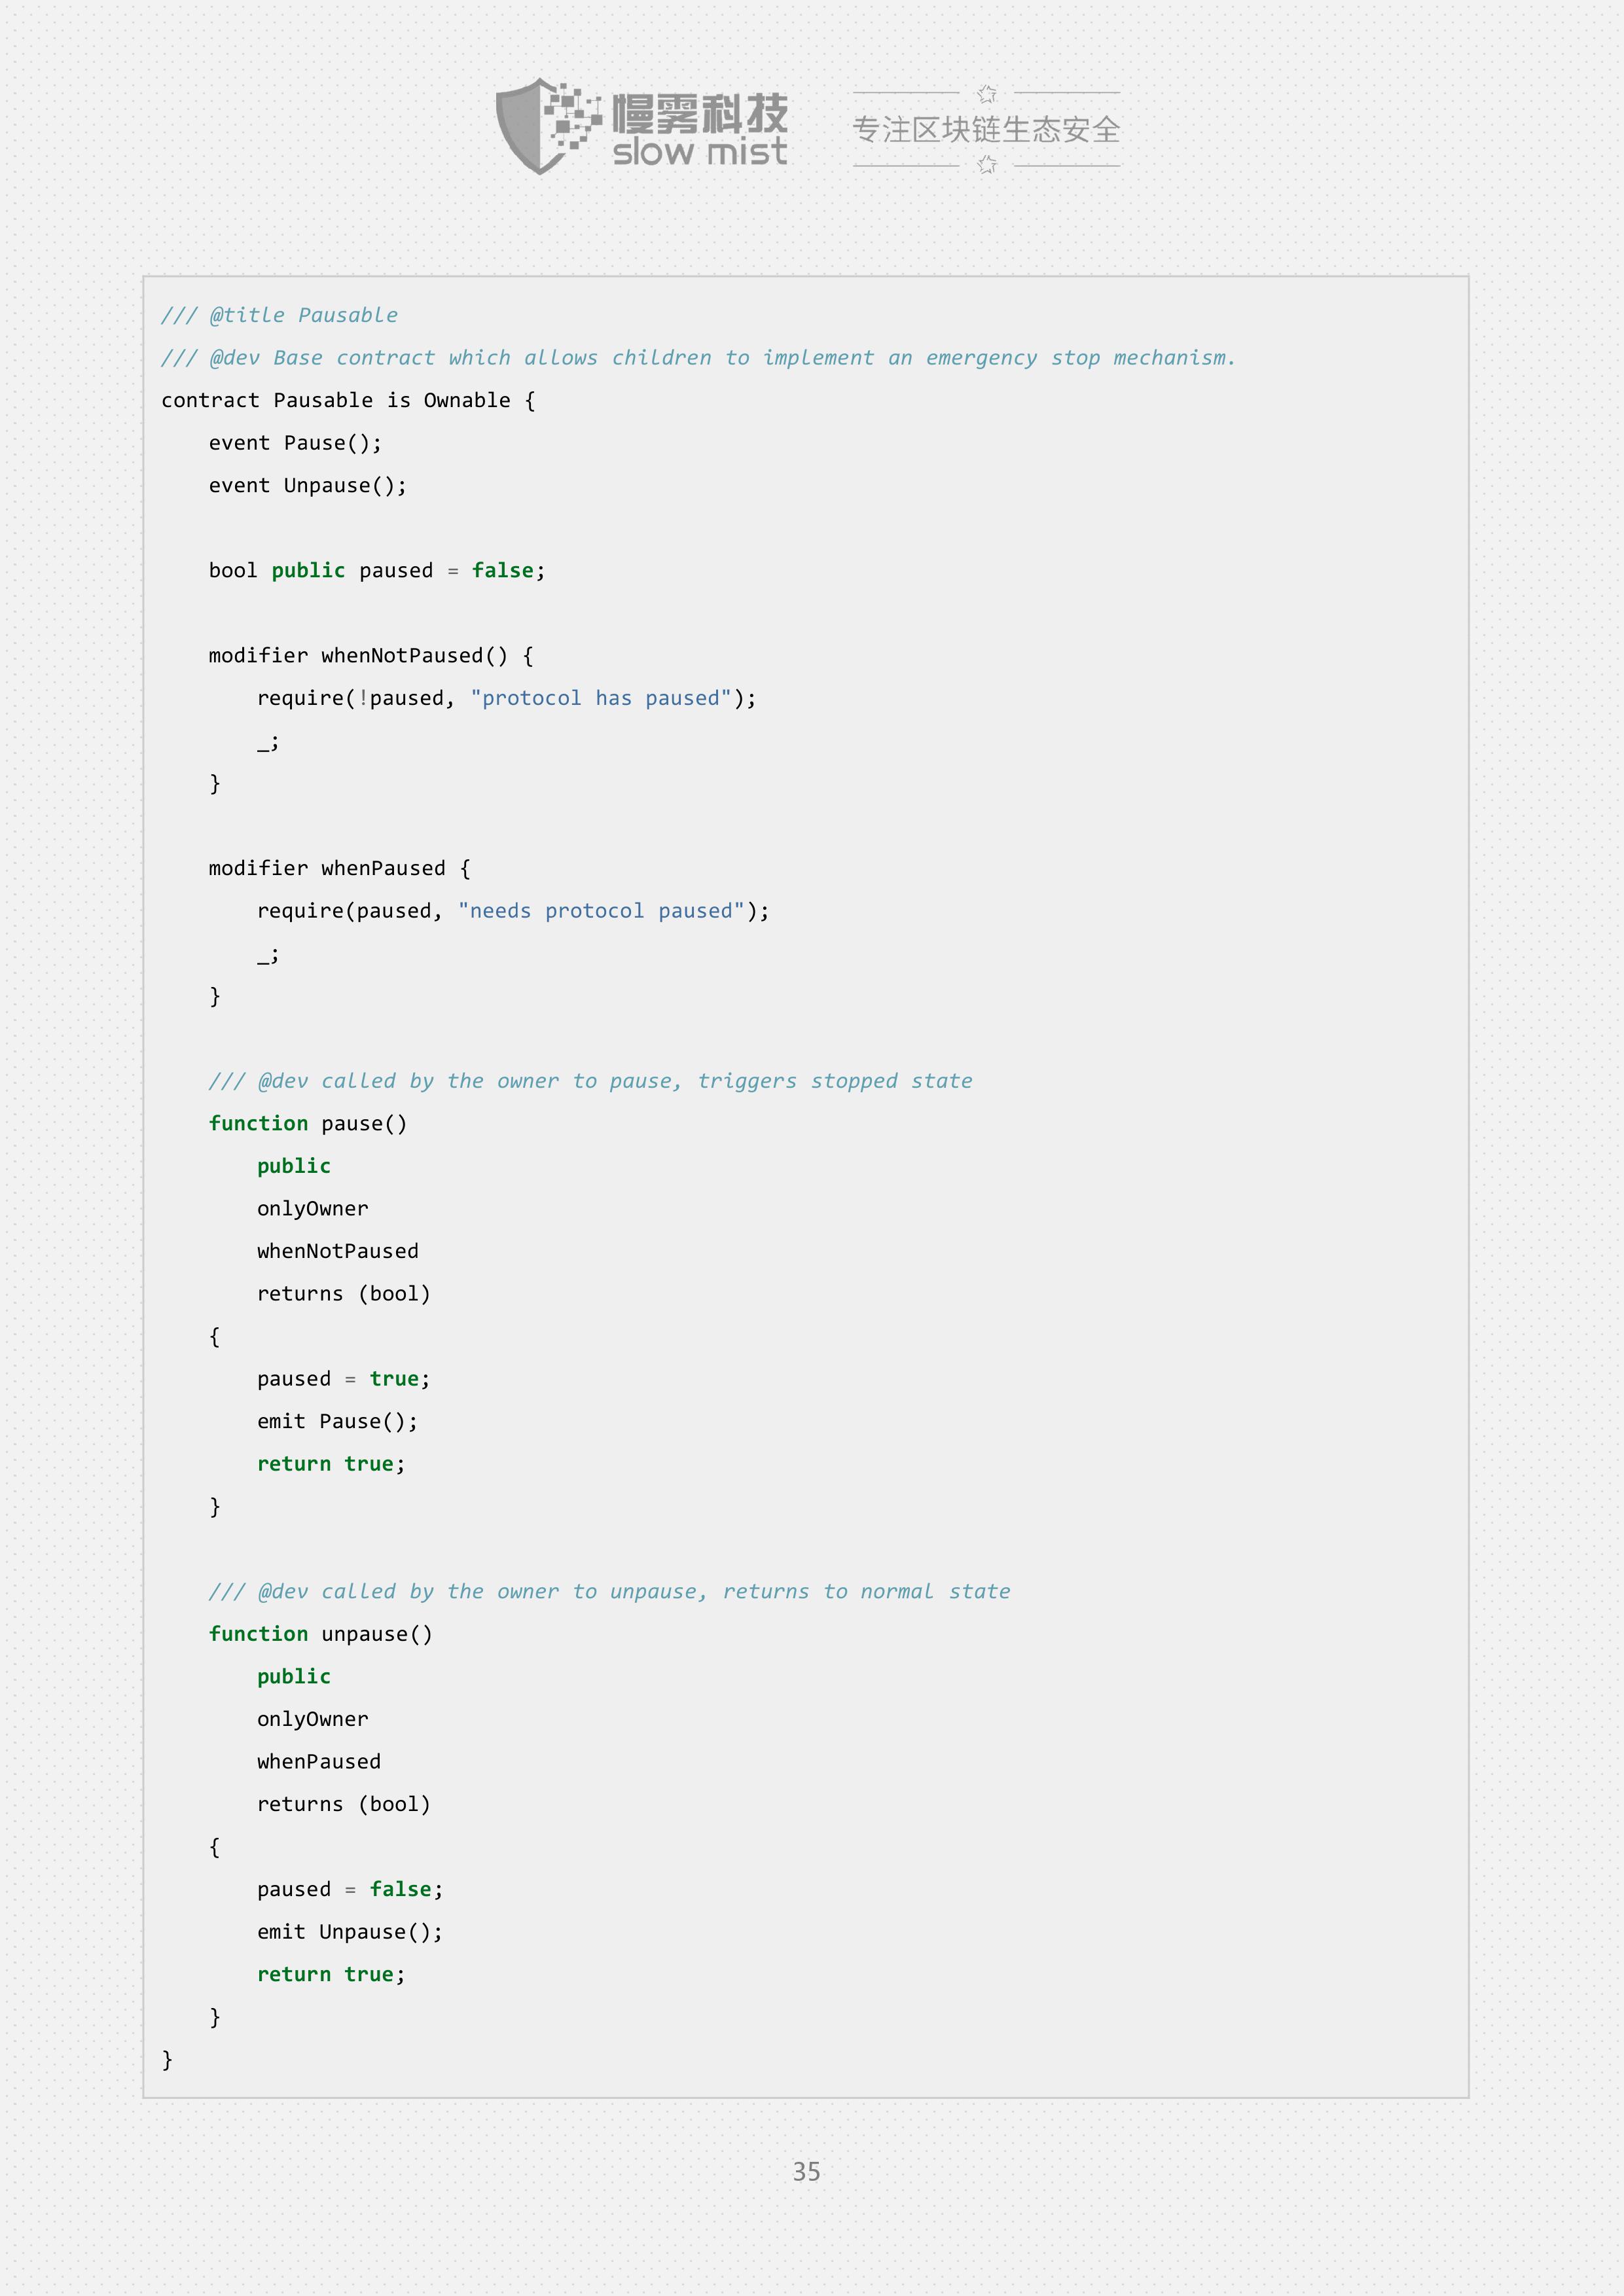 慢雾科技
slow mist
专注区块链生态安全
/// @title Pausable
/// @dev Base contract which allows children to implement an emergency stop mechanism.
contract Pausable is Ownable {
    event Pause();
    event Unpause();
    bool public paused = false;
    modifier whenNotPaused() {
        require(!paused, "protocol has paused");
        _;
    }
    modifier whenPaused {
        require(paused, "needs protocol paused");
        _;
    }
    /// @dev called by the owner to pause, triggers stopped state
    function pause()
        public
        onlyOwner
        whenNotPaused
        returns (bool)
    {
        paused = true;
        emit Pause();
        return true;
    }
    /// @dev called by the owner to unpause, returns to normal state
    function unpause()
        public
        onlyOwner
        whenPaused
        returns (bool)
    {
        paused = false;
        emit Unpause();
        return true;
    }
}
35